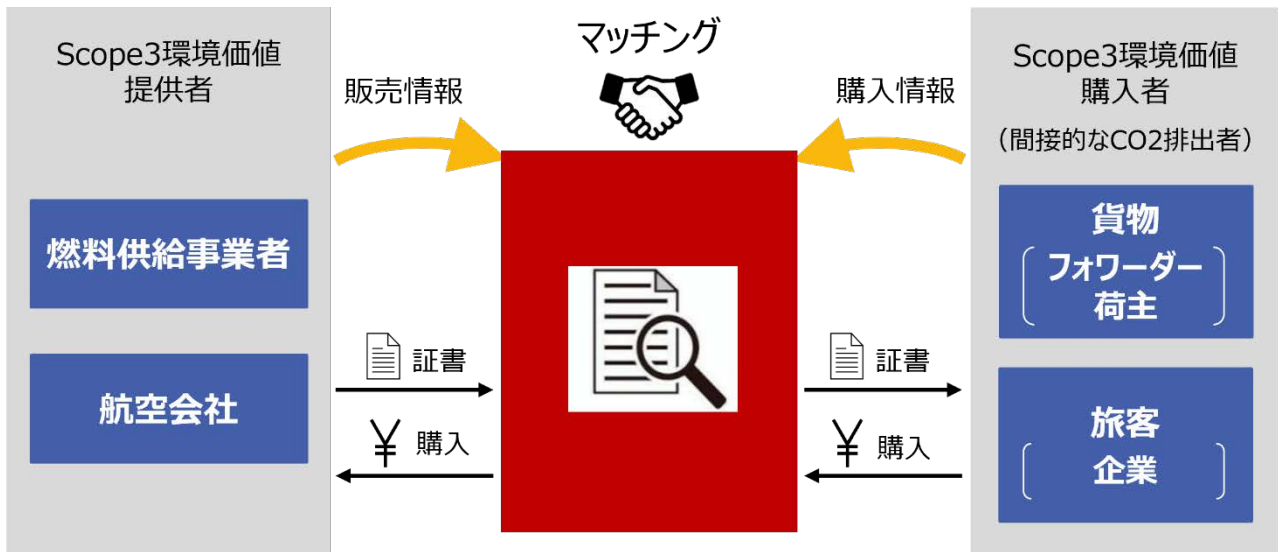 Scope3環境価値
提供者
燃料供給事業者
航空会社
販売情報
マッチング
購入情報
証書
¥ 購入
証書
¥ 購入
Scope3環境価値
購入者
（間接的なCO2排出者）
貨物
フォワーダー
荷主
旅客
企業